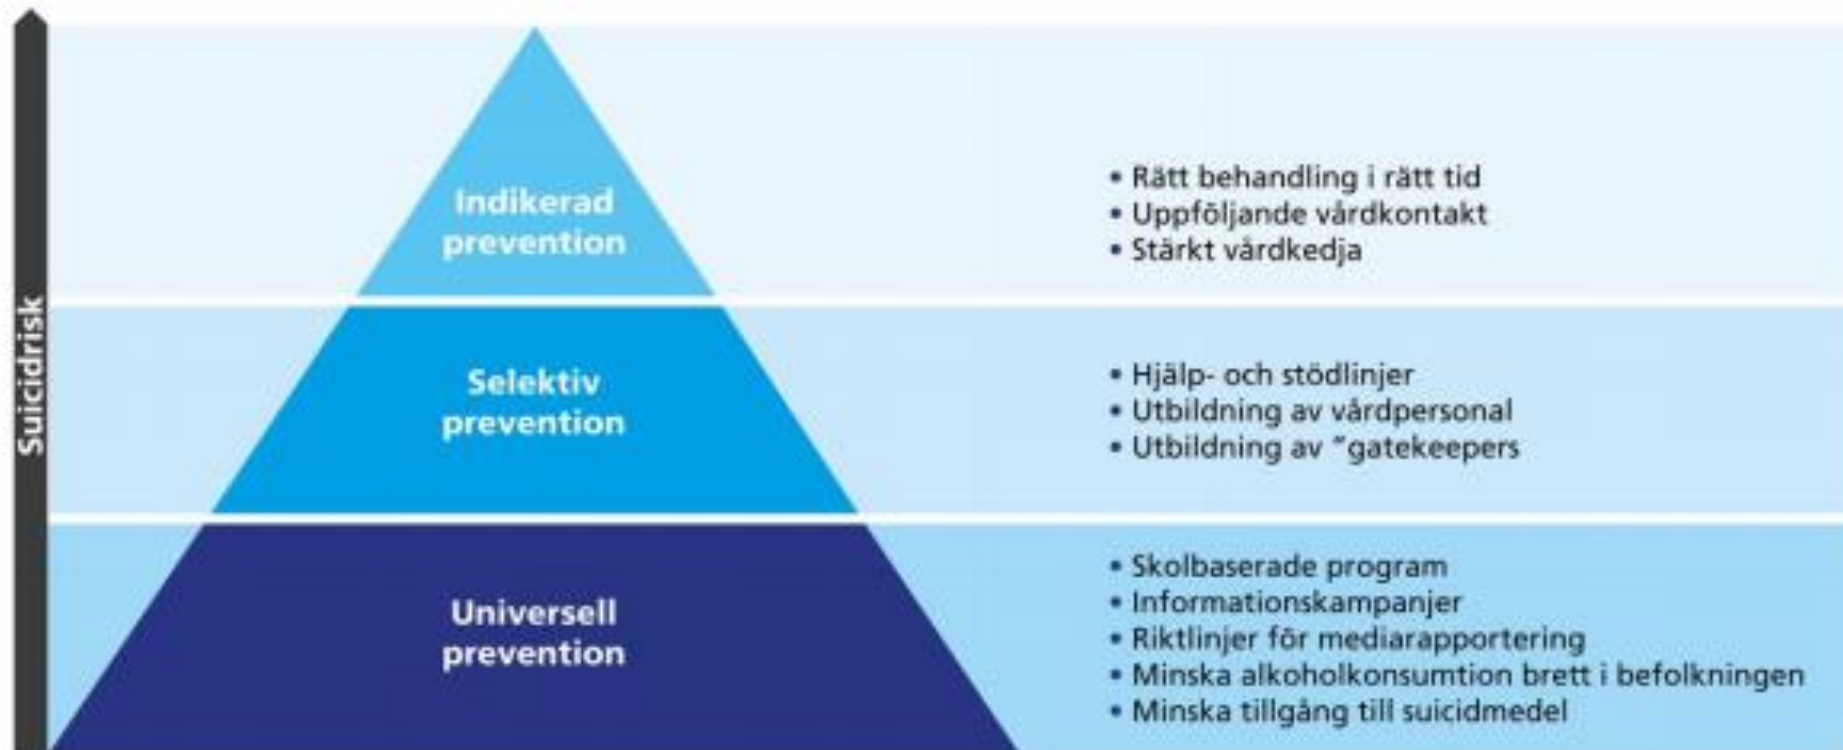 Suicidrisk
Indikerad
prevention
• Rätt behandling i rätt tid
• Uppföljande vårdkontakt
• Stärkt vårdkedja
Selektiv
prevention
• Hjälp- och stödlinjer
• Utbildning av vårdpersonal
• Utbildning av ”gatekeepers
Universell
prevention
• Skolbaserade program
• Informationskampanjer
• Riktlinjer för mediarapportering
• Minska alkoholkonsumtion brett i befolkningen
• Minska tillgång till suicidmedel